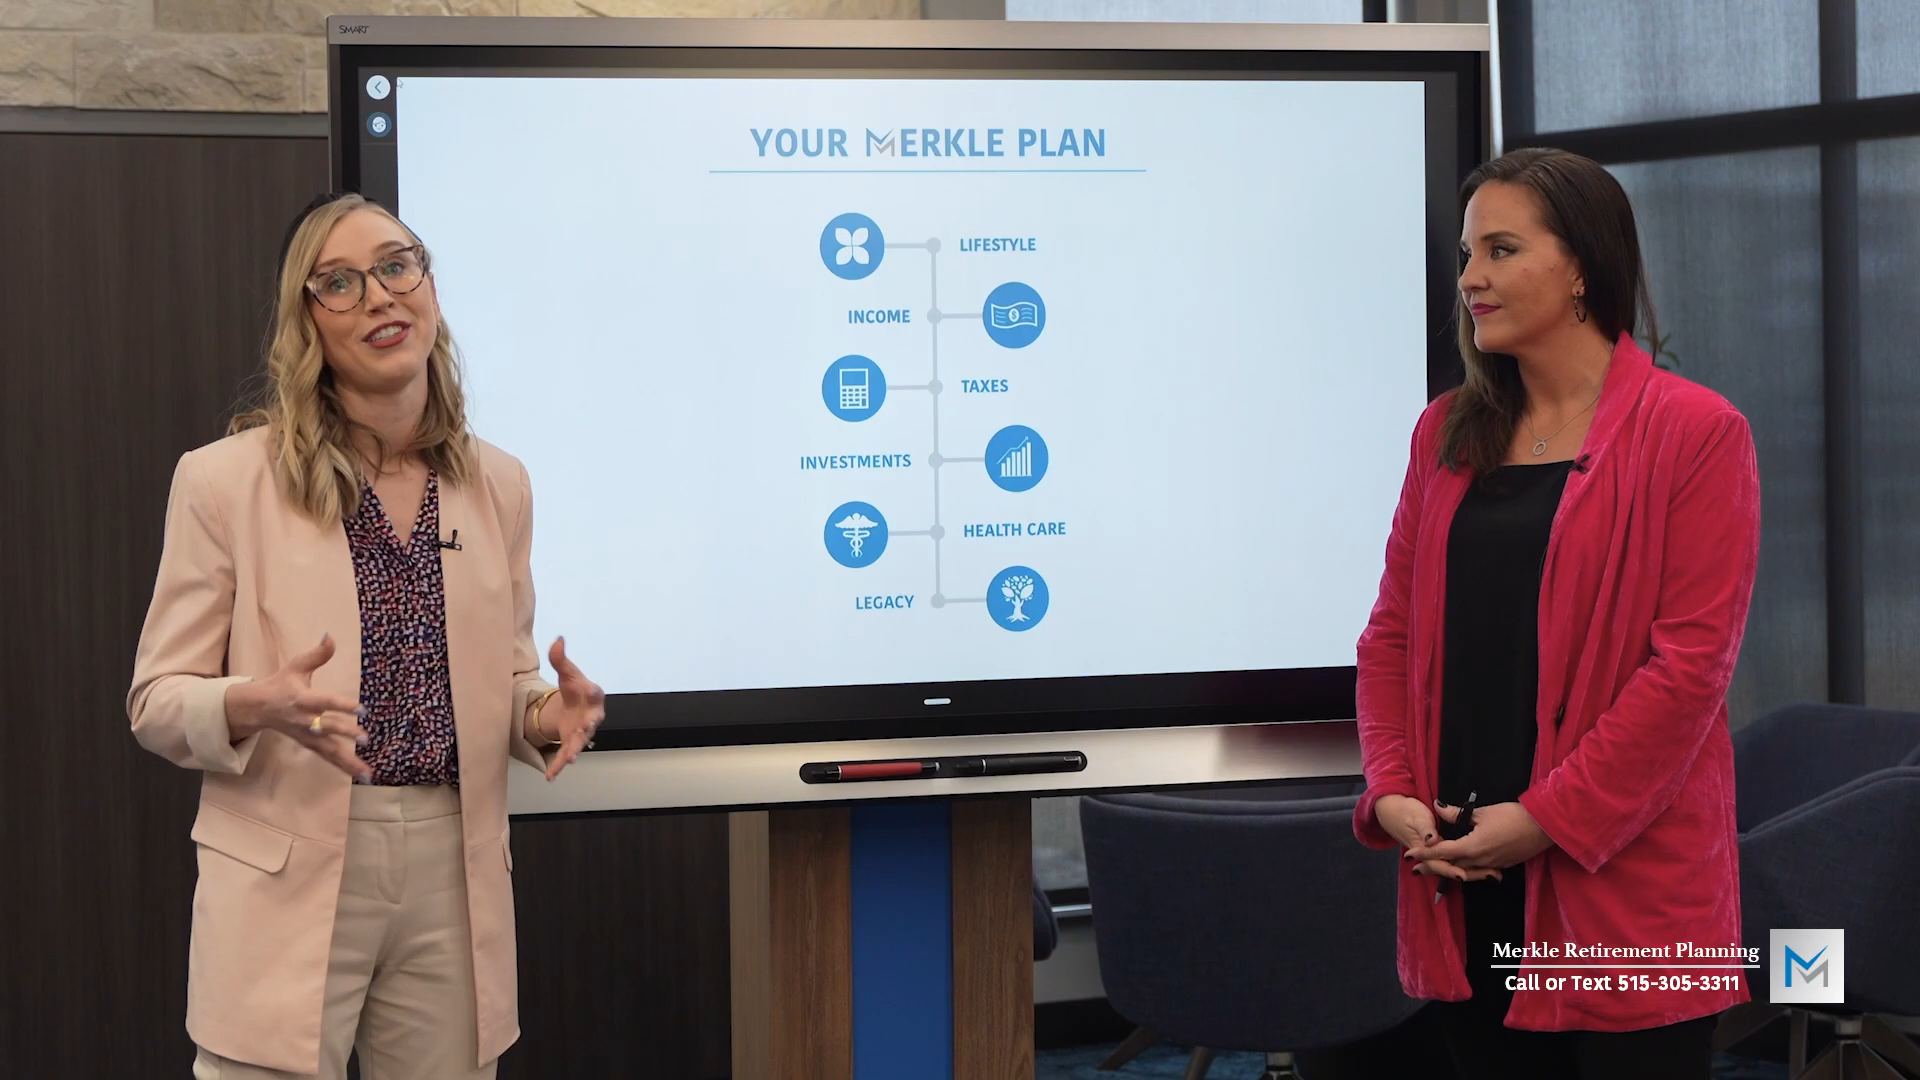 SMART
YOUR MERKLE PLAN
LIFESTYLE
INCOME
TAXES
INVESTMENTS
HEALTH CARE
LEGACY
Merkle Retirement Planning
Call or Text 515-305-3311